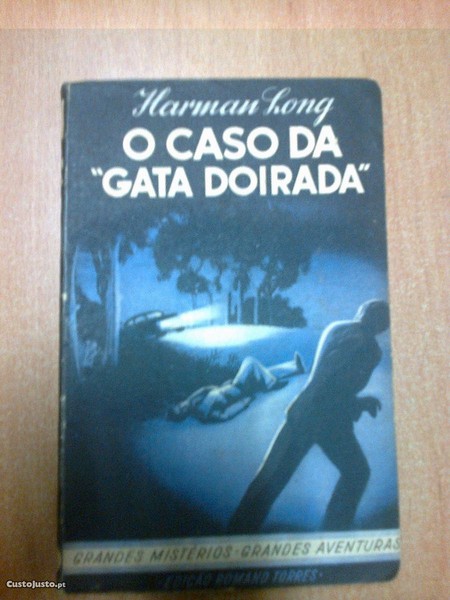 Harman Long
O CASO DA
"GATA DOIRADA"
GRANDES MISTÉRIOS · GRANDES AVENTURAS
·EDIÇÃO ROMANO TORRES·
CustoJusto.pt